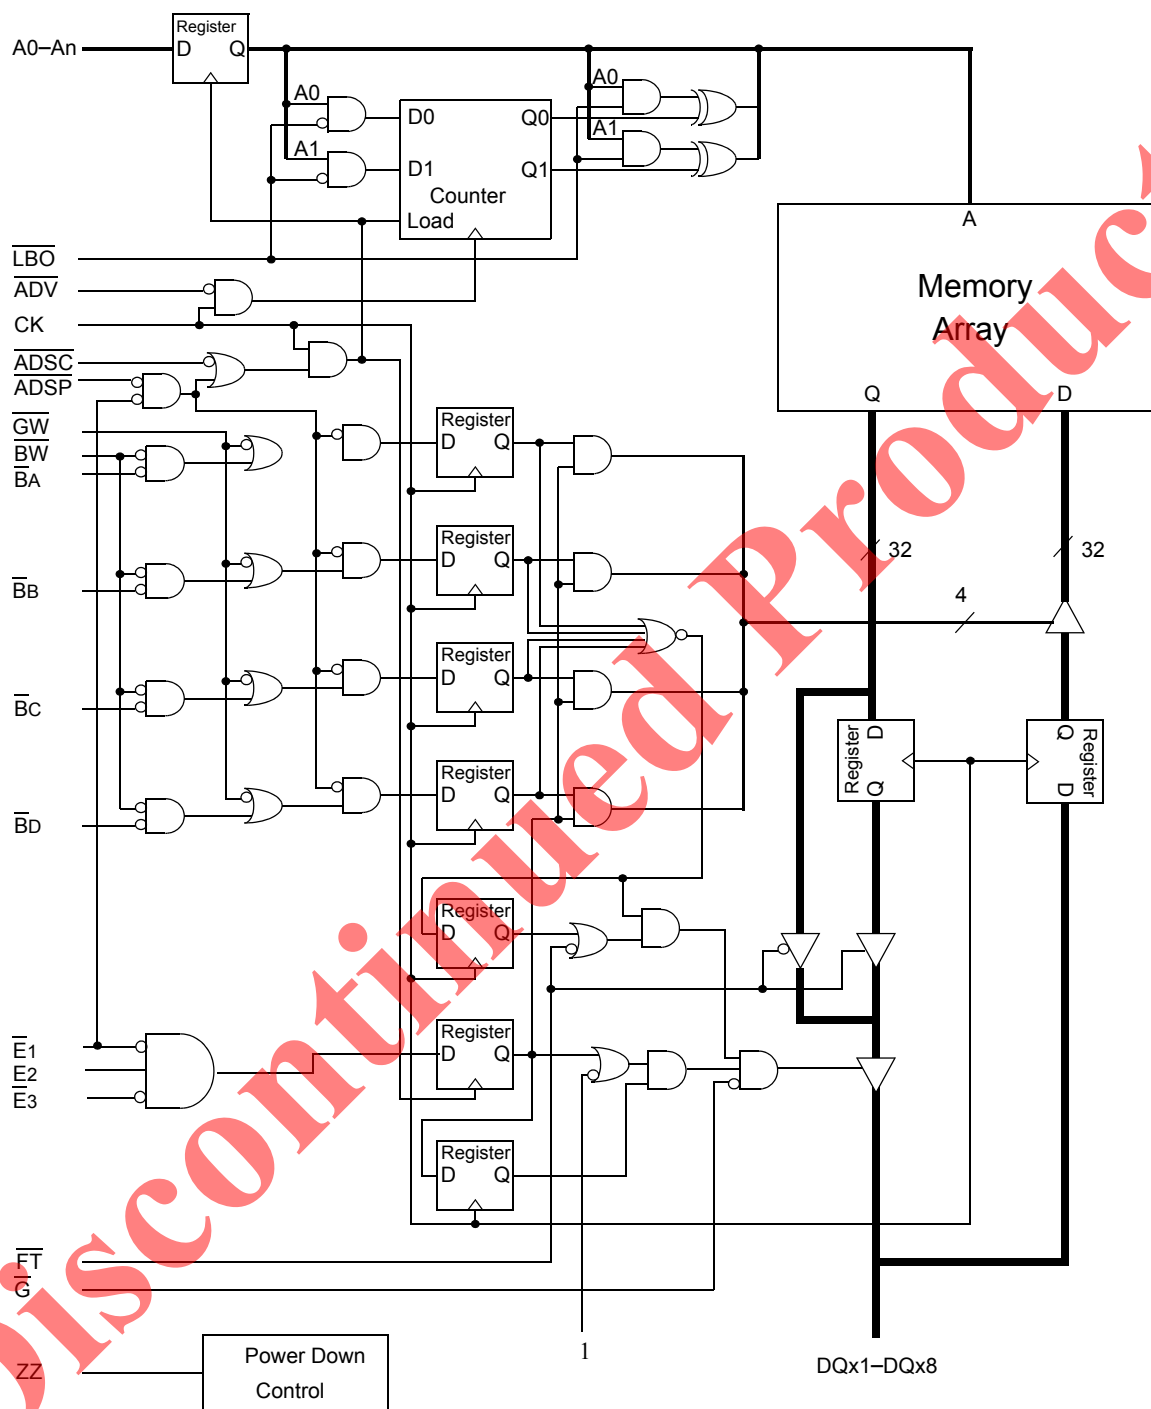 Register
A0–An
D Q
A0
A0
D0
Q0
A1
A1
D1
Q1
Counter
Load
A
LBO
ADV
Memory
Array
CK
ADSC
ADSP
Q D
GW
BW
BA
Register
D Q
Register
D Q
32 32
BB
4
Register
D Q
BC
Register
D
Q
Register
Q
D
Register
D Q
BD
Register
D Q
Register
D Q
E1
E2
E3
Register
D Q
FT
G
1
Power Down
Control
ZZ
DQx1–DQx8
Discontinued Product